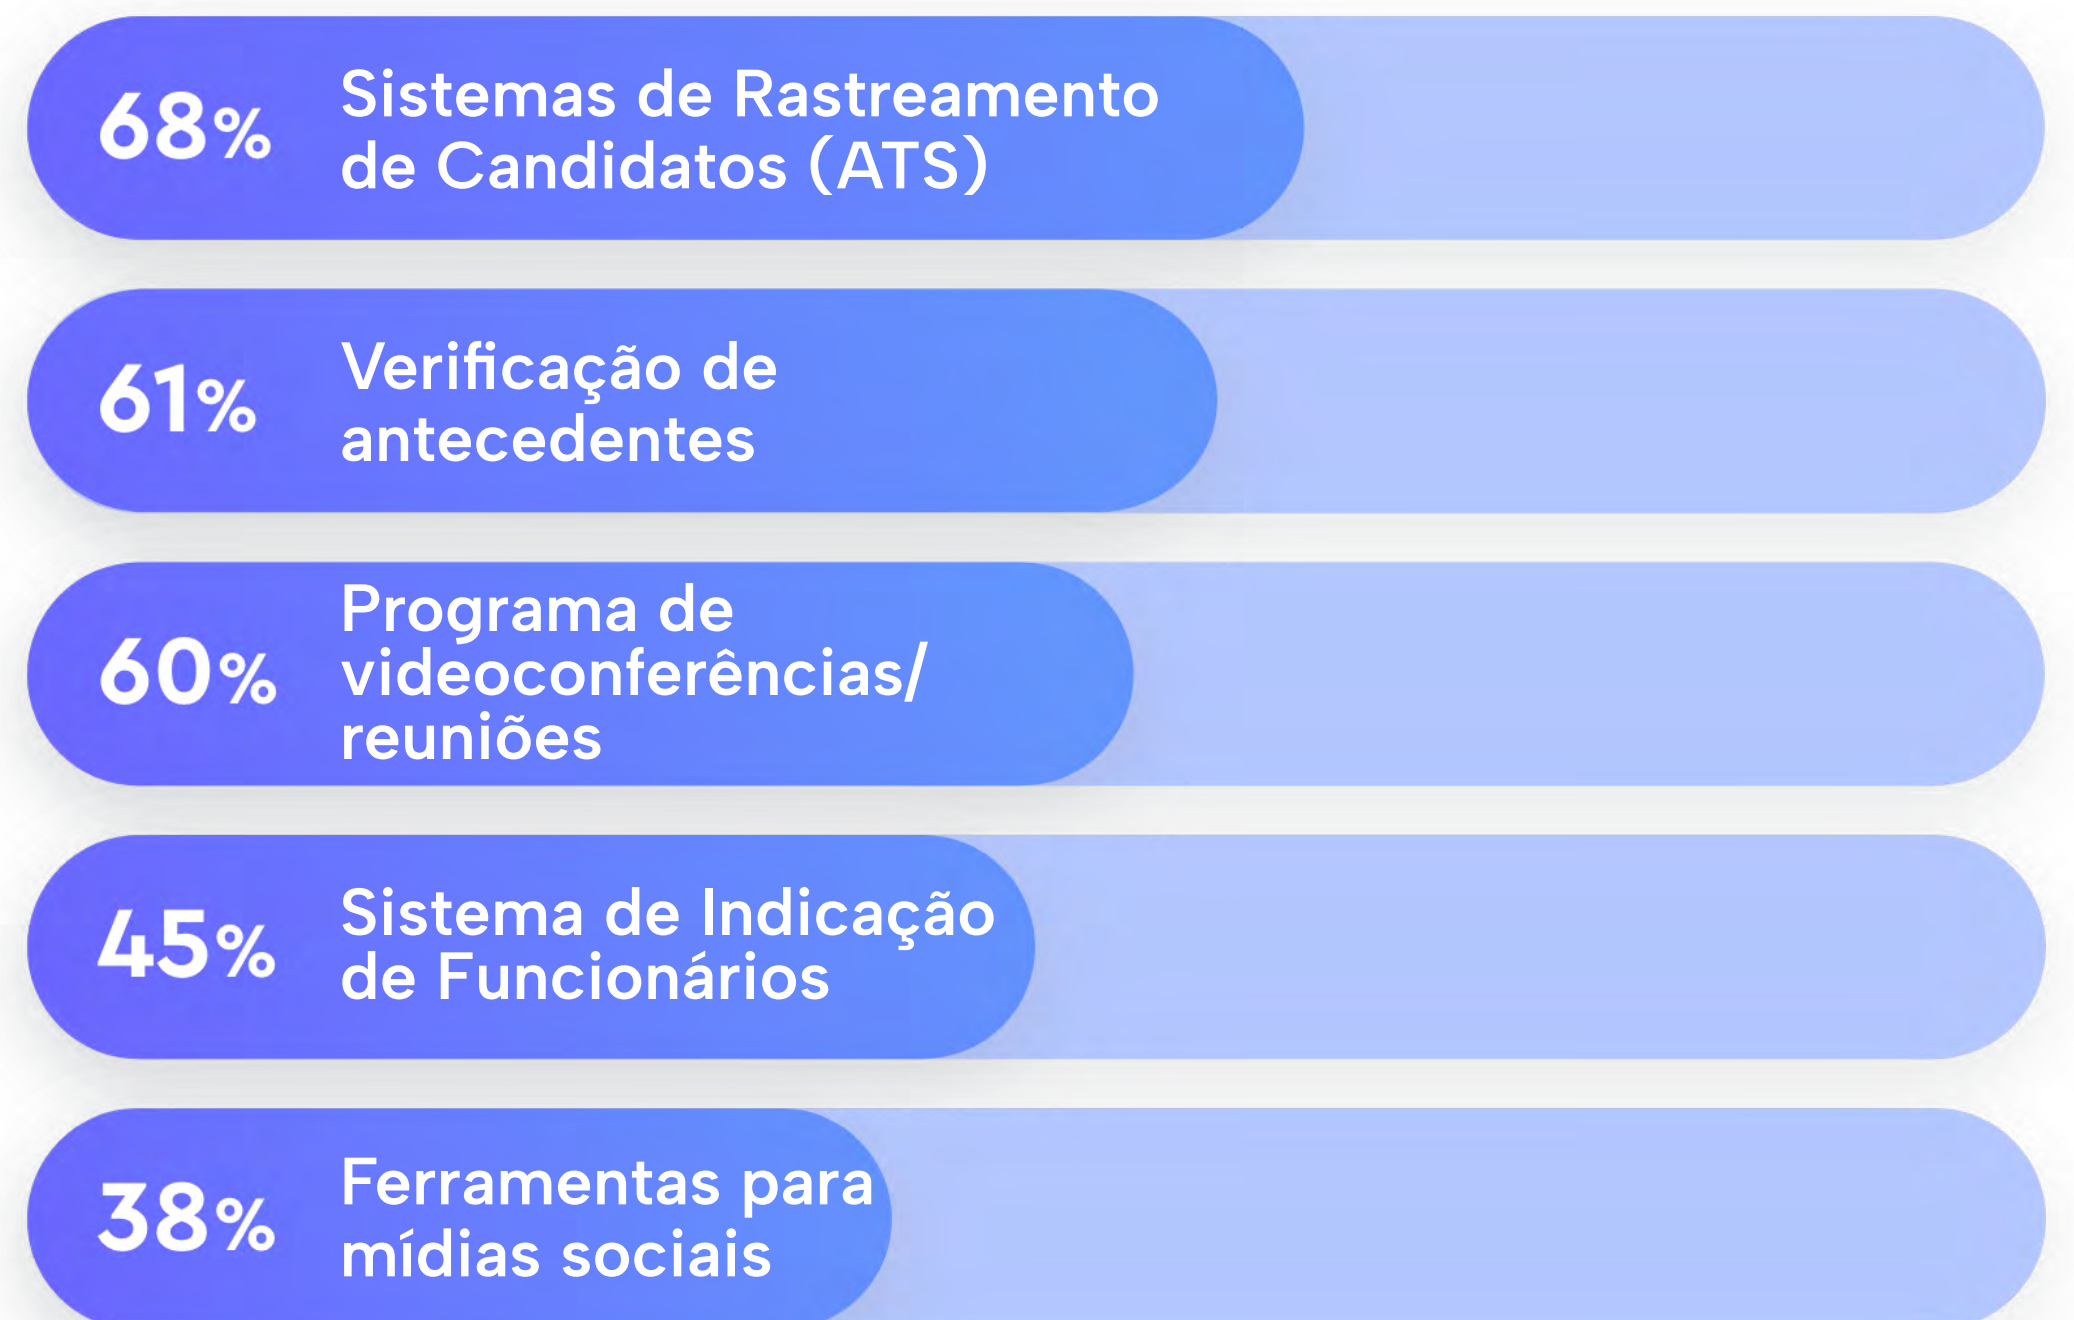 68% Sistemas de Rastreamento
de Candidatos (ATS)
61% Verificação de
antecedentes
60% Programa de
videoconferências/
reuniões
45% Sistema de Indicação
de Funcionários
38% Ferramentas para
mídias sociais